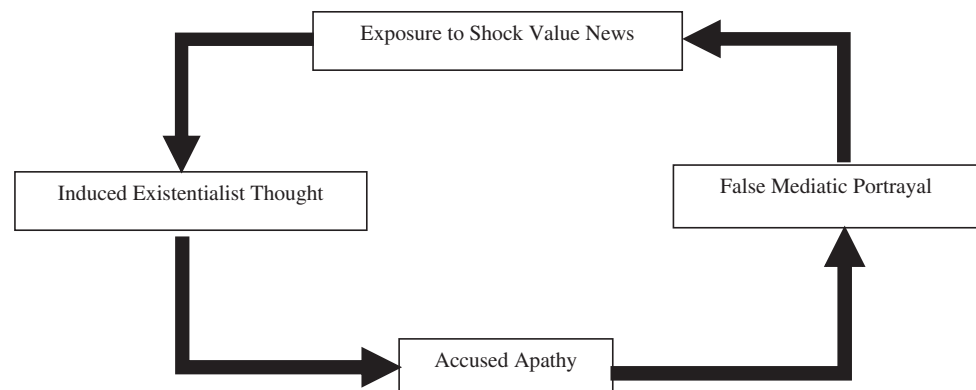 Exposure to Shock Value News
Induced Existentialist Thought
False Mediatic Portrayal
Accused Apathy